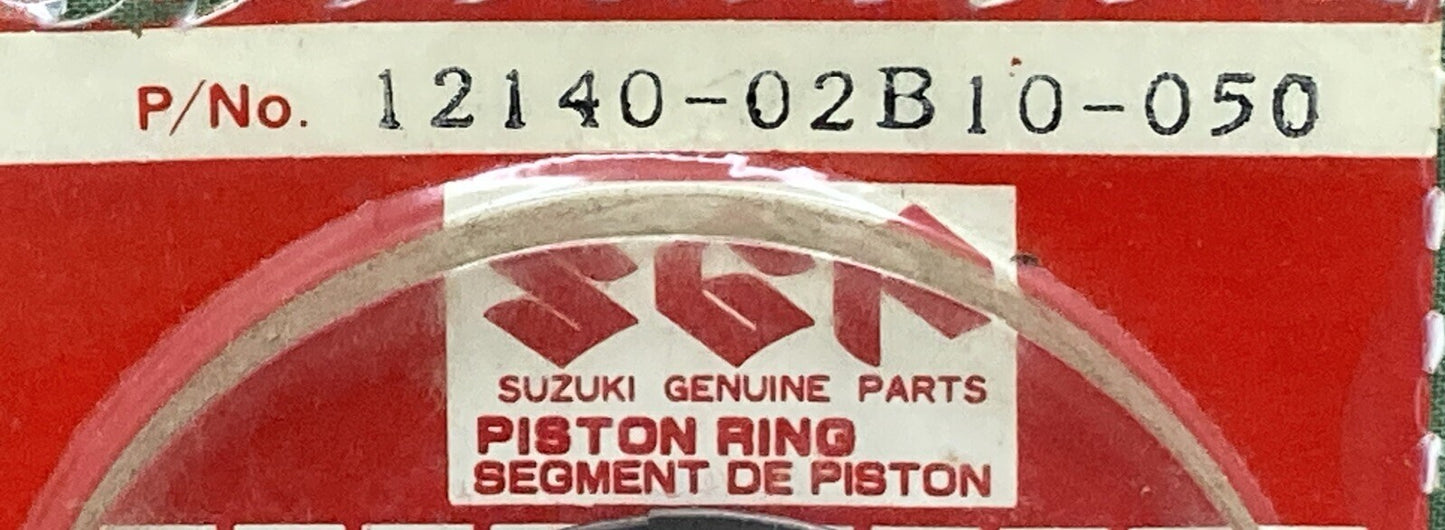 P/No. 12140-02B10-050
SGP
SUZUKI GENUINE PARTS
PISTON RING
SEGMENT DE PISTON